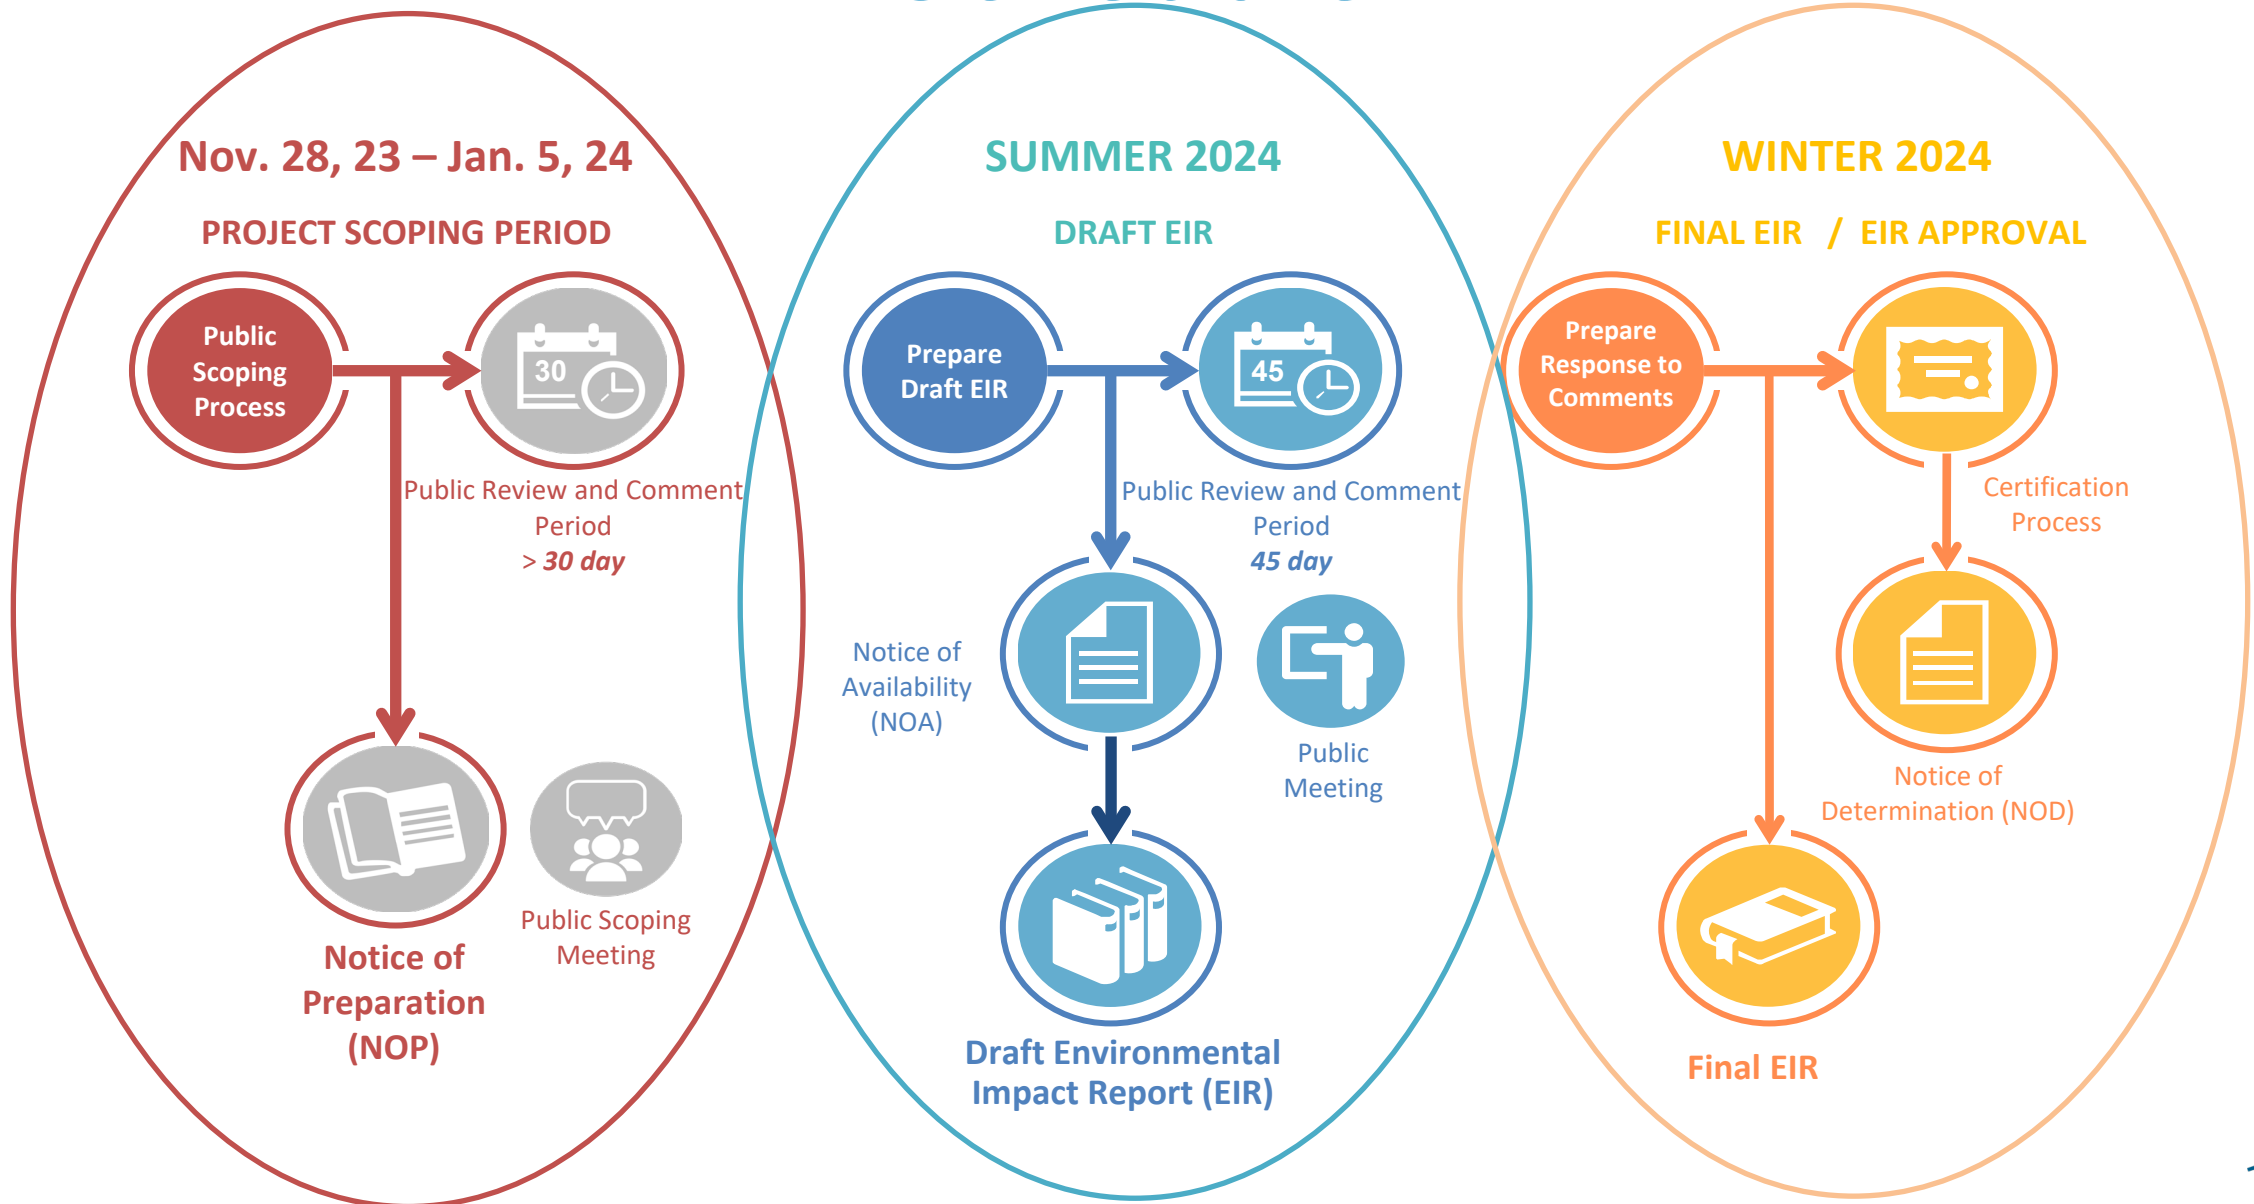 Nov. 28, 23 – Jan. 5, 24
PROJECT SCOPING PERIOD
Public
Scoping
Process
30
Public Review and Comment
Period
> 30 day
Notice of
Preparation
(NOP)
Public Scoping
Meeting
SUMMER 2024
DRAFT EIR
Prepare
Draft EIR
45
Public Review and Comment
Period
45 day
Notice of
Availability
(NOA)
Public
Meeting
Draft Environmental
Impact Report (EIR)
WINTER 2024
FINAL EIR / EIR APPROVAL
Prepare
Response to
Comments
Certification
Process
Notice of
Determination (NOD)
Final EIR